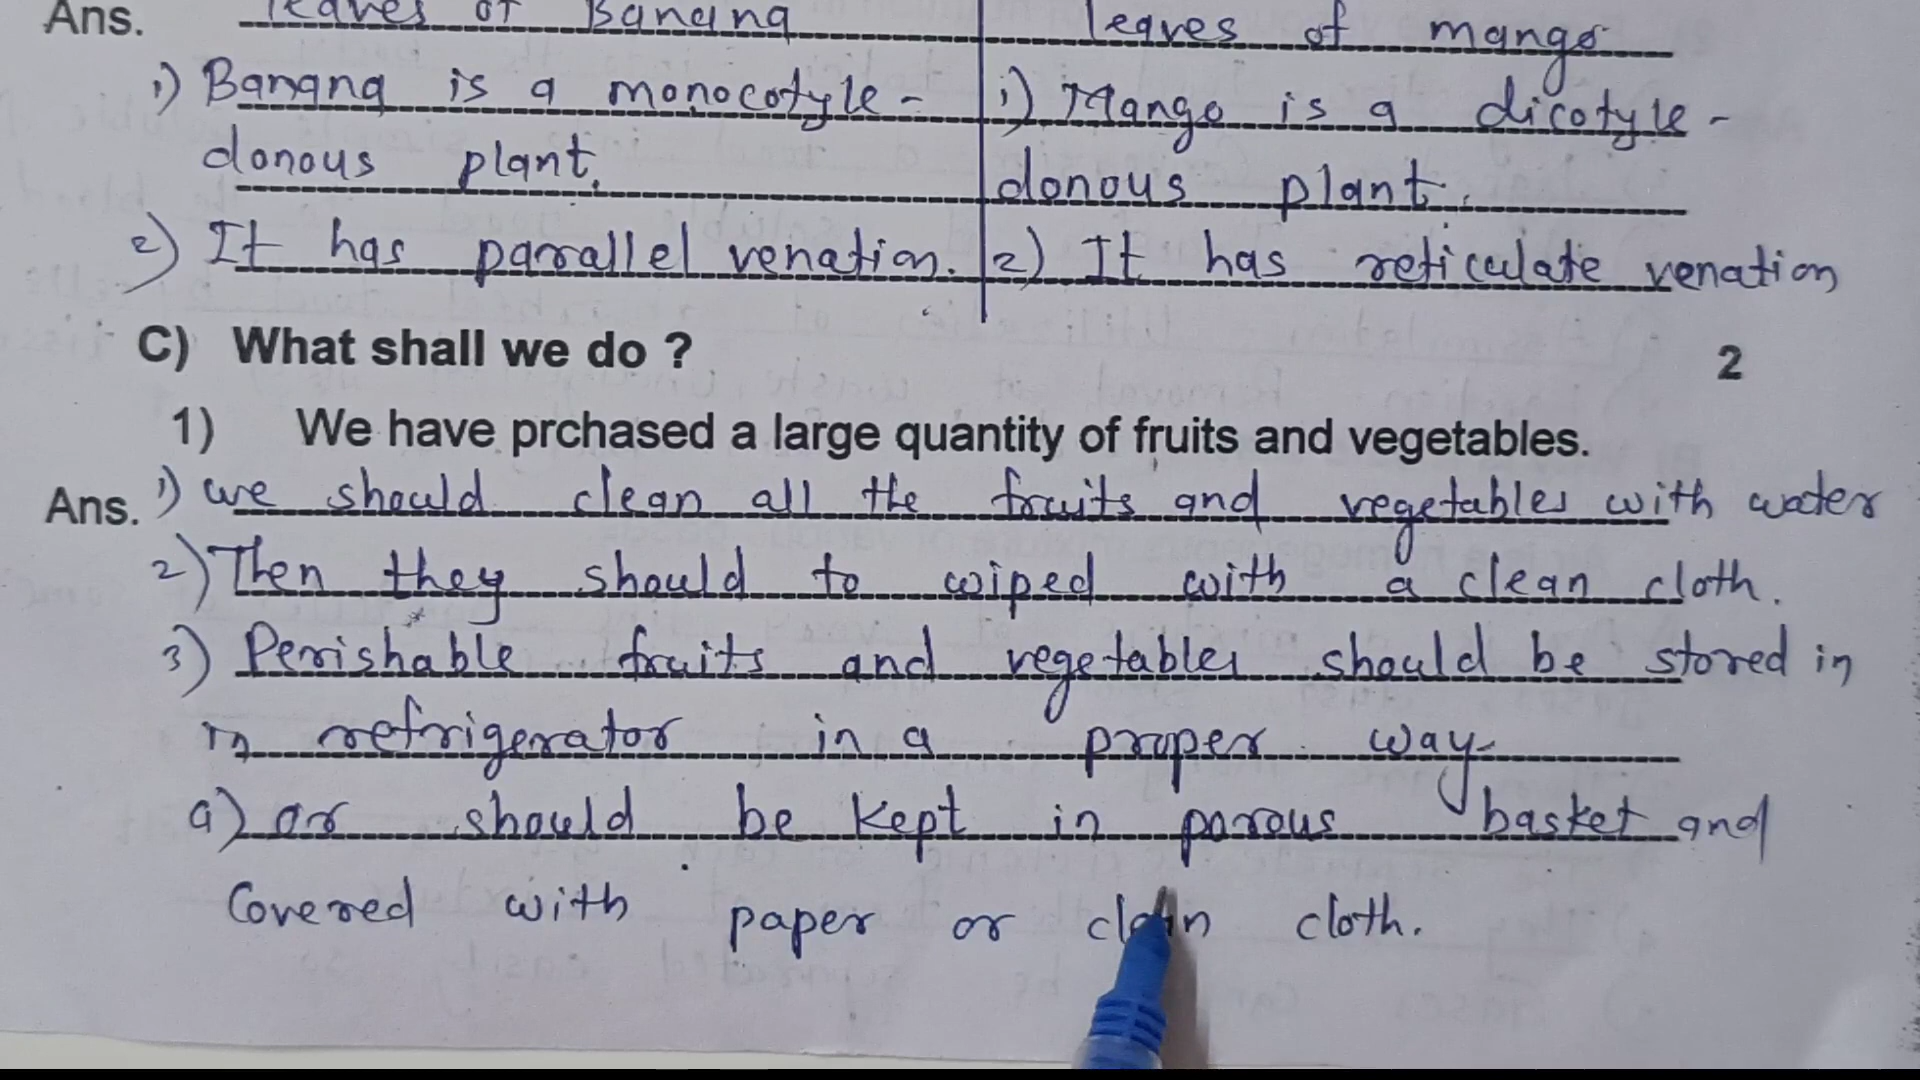 Ans. leaves of Banana leaves of mango
1) Banana is a monocotyle- 1) Mango is a dicotyle-
donous plant. donous plant.
2) It has parallel venation. 2) It has reticulate venation
C) What shall we do ? 2
1) We have prchased a large quantity of fruits and vegetables.
Ans. 1) we should clean all the fruits and vegetables with water
2) Then they should to wiped with a clean cloth.
3) Perishable fruits and vegetables should be stored in
in refrigerator in a proper way
a) or should be kept in porous basket and
Covered with paper or clean cloth.